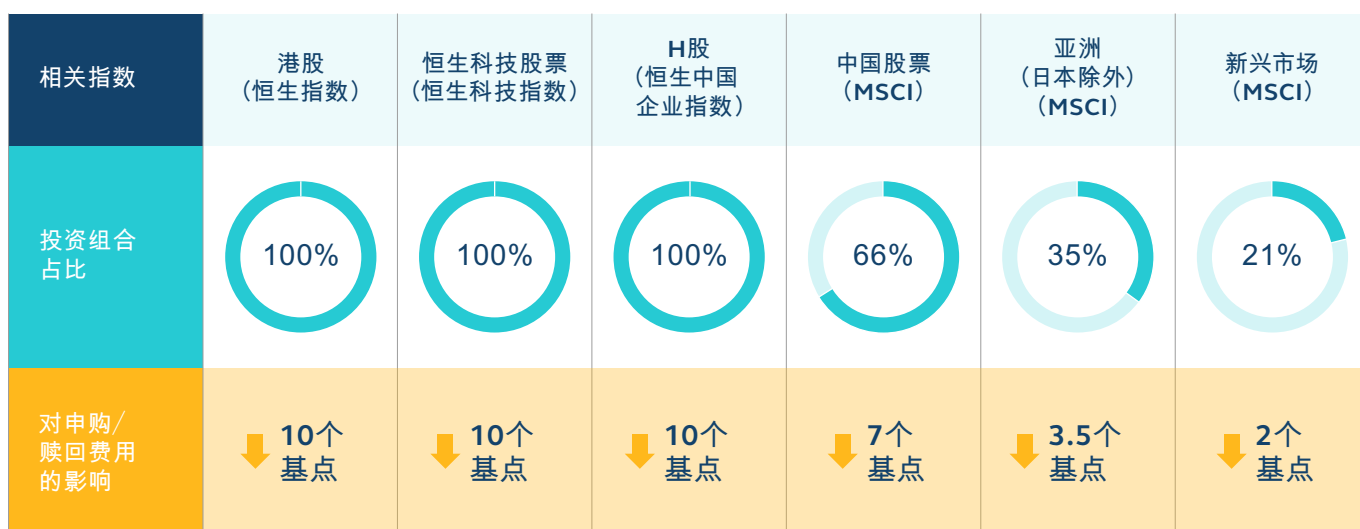 相关指数
港股
（恒生指数）
恒生科技股票
（恒生科技指数）
H股
（恒生中国
企业指数）
中国股票
（MSCI）
亚洲
（日本除外）
（MSCI）
新兴市场
（MSCI）
投资组合
占比
100%
100%
100%
66%
35%
21%
对申购/
赎回费用
的影响
10个
基点
10个
基点
10个
基点
7个
基点
3.5个
基点
2个
基点